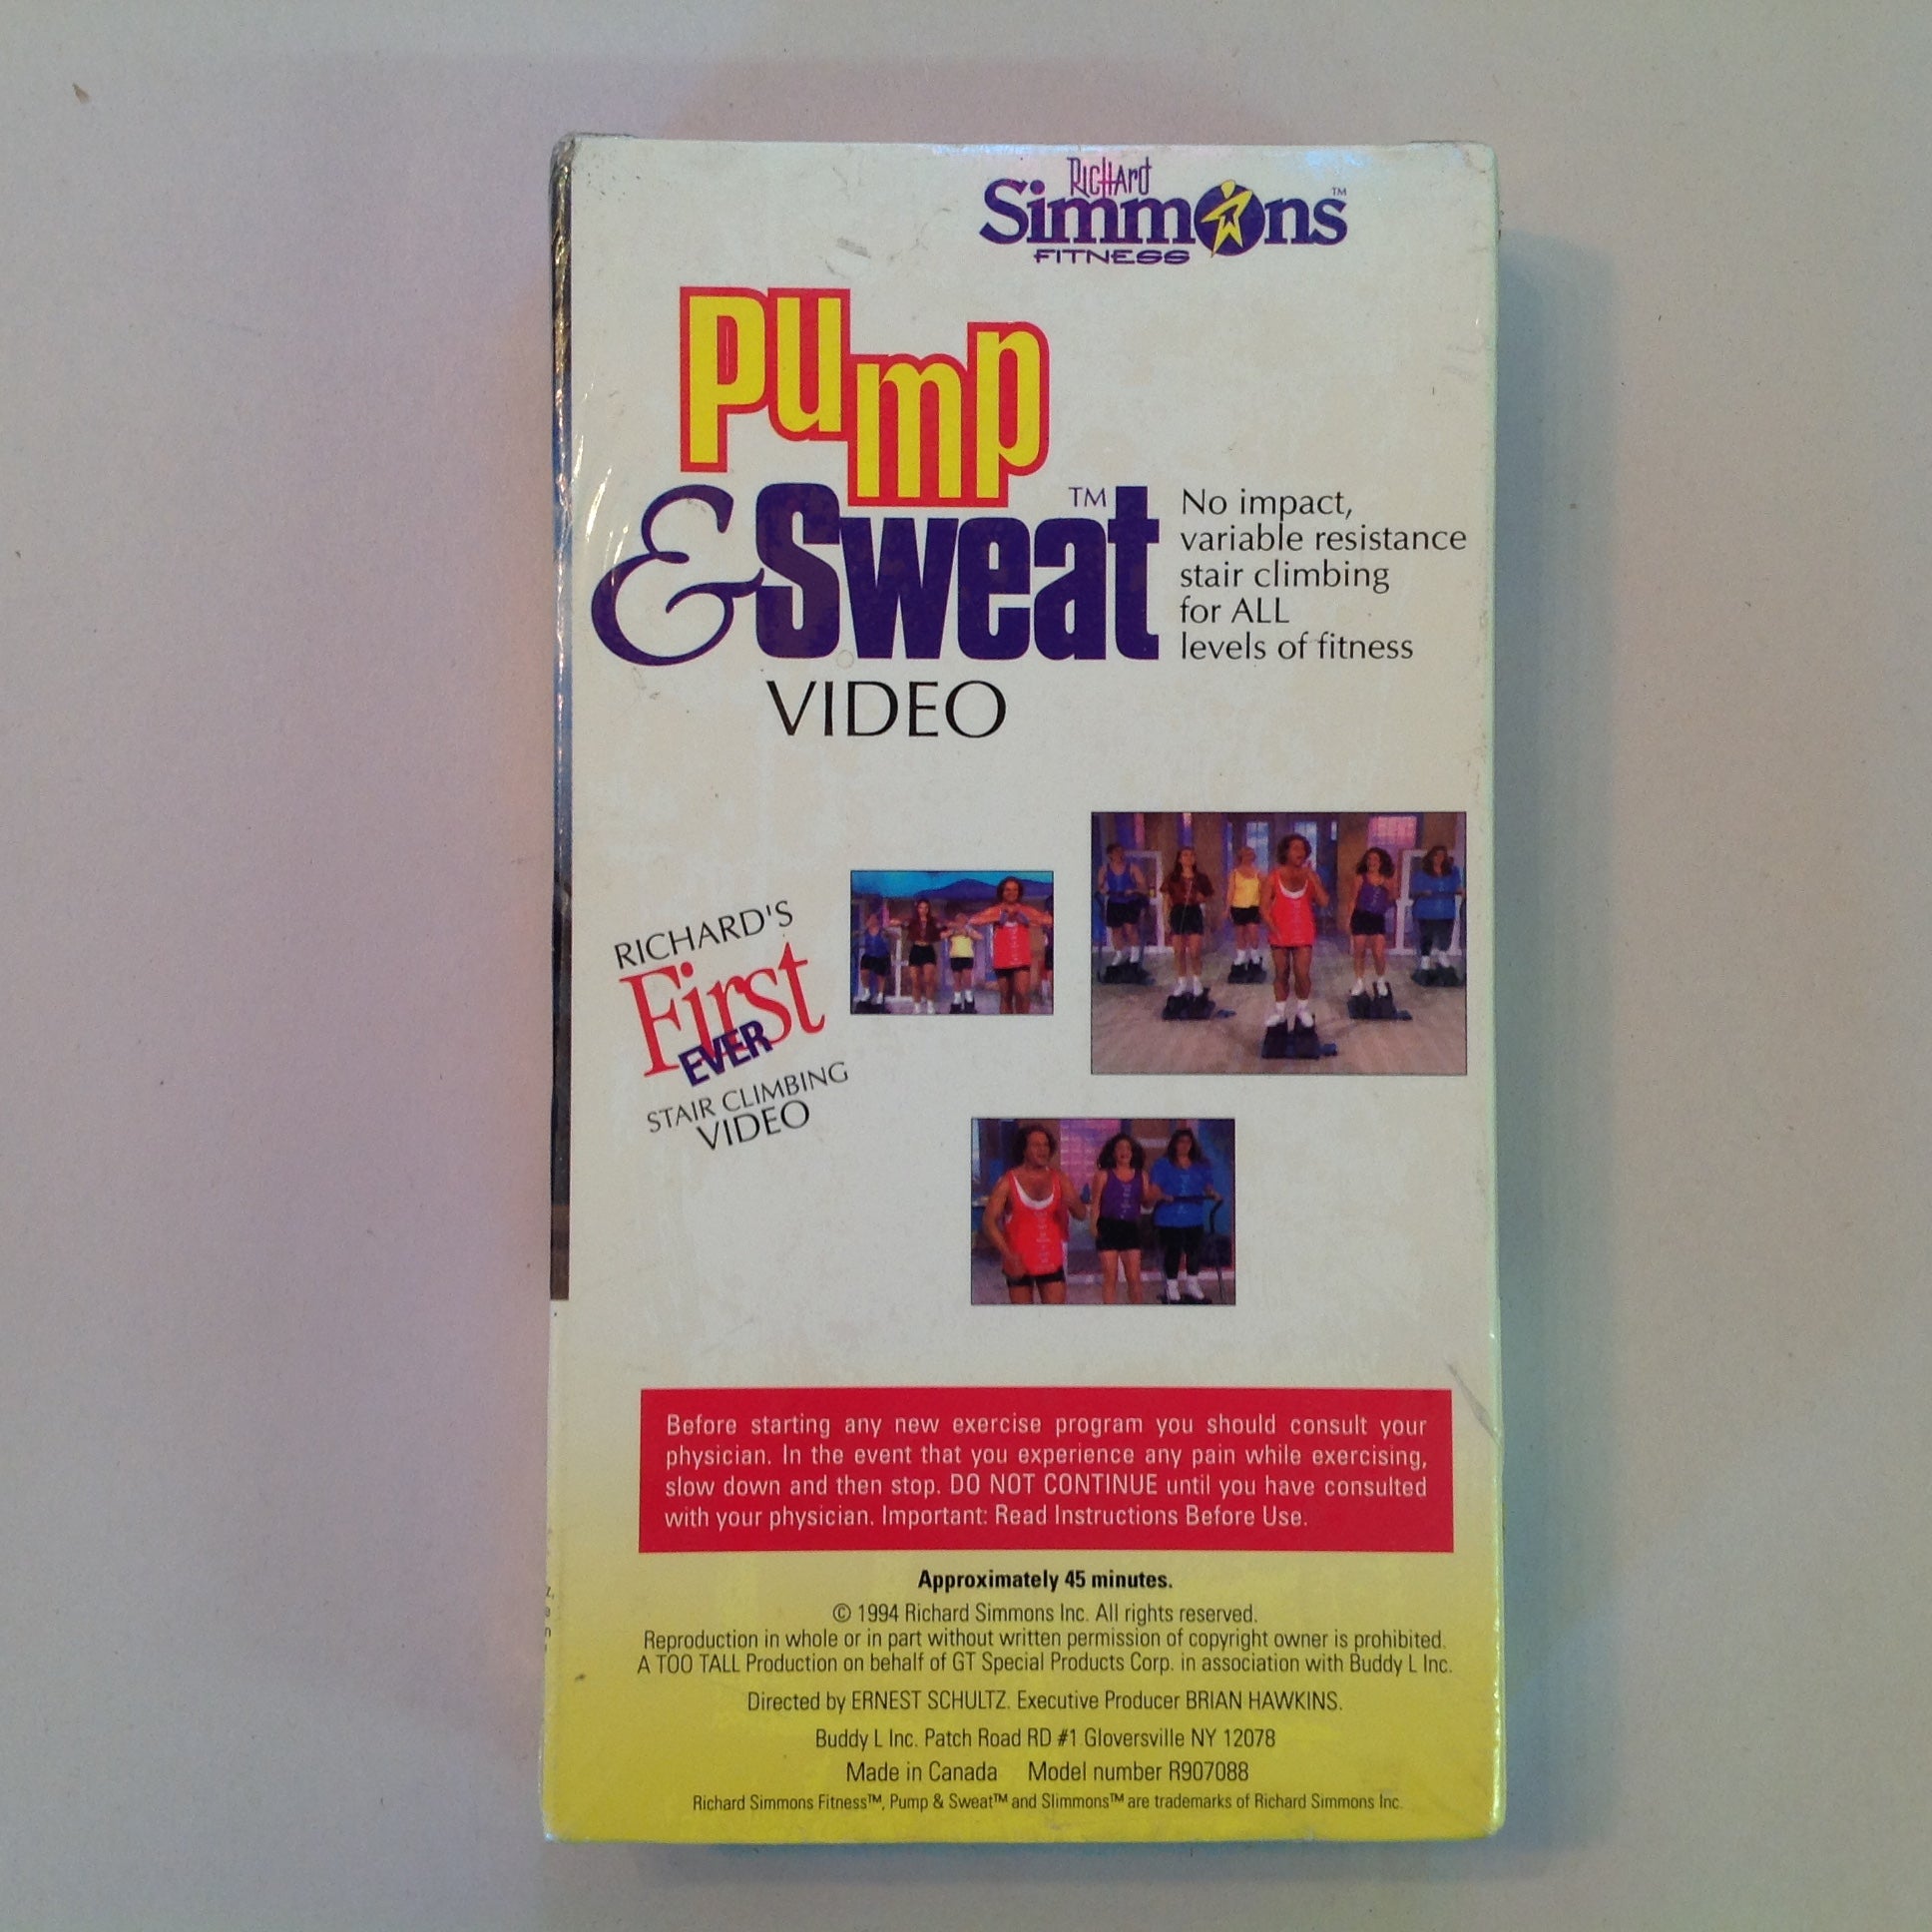 RICHArd
Simmons™
FITNESS
Pump
&Sweat™
VIDEO
No impact,
variable resistance
stair climbing
for ALL
levels of fitness
RICHARD'S
First
EVER
STAIR CLIMBING
VIDEO
Before starting any new exercise program you should consult your
physician. In the event that you experience any pain while exercising,
slow down and then stop. DO NOT CONTINUE until you have consulted
with your physician. Important: Read Instructions Before Use.
Approximately 45 minutes.
© 1994 Richard Simmons Inc. All rights reserved.
Reproduction in whole or in part without written permission of copyright owner is prohibited.
A TOO TALL Production on behalf of GT Special Products Corp. in association with Buddy L Inc.
Directed by ERNEST SCHULTZ. Executive Producer BRIAN HAWKINS.
Buddy L Inc. Patch Road RD #1 Gloversville NY 12078
Made in Canada Model number R907088
Richard Simmons Fitness™, Pump & Sweat™ and Slimmons™ are trademarks of Richard Simmons Inc.